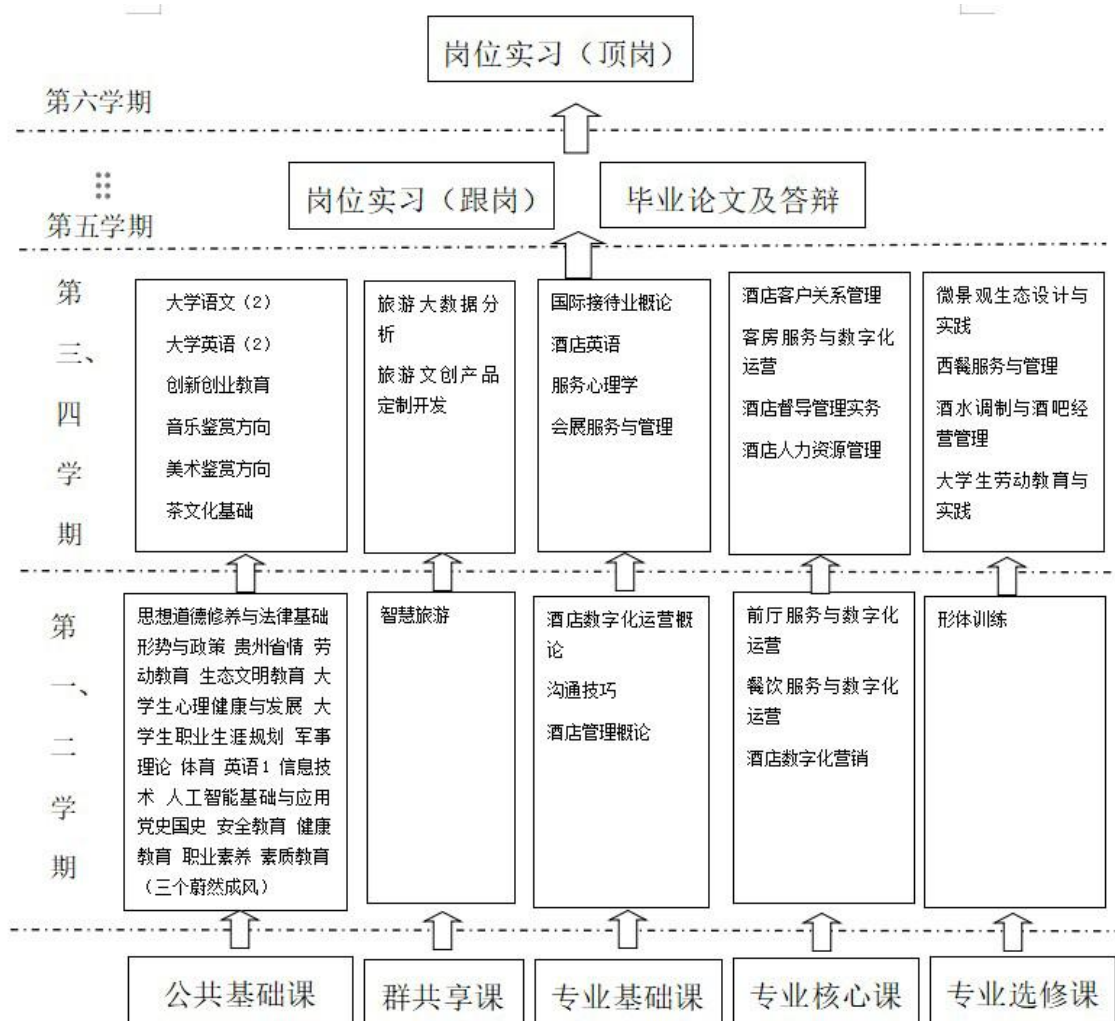 岗位实习（顶岗）
第六学期
岗位实习（跟岗）
毕业论文及答辩
第五学期
第
三、
四
学
期
大学语文（2）
大学英语（2）
创新创业教育
音乐鉴赏方向
美术鉴赏方向
茶文化基础
旅游大数据分
析
旅游文创产品
定制开发
国际接待业概论
酒店英语
服务心理学
会展服务与管理
酒店客户关系管理
客房服务与数字化
运营
酒店督导管理实务
酒店人力资源管理
微景观生态设计与
实践
西餐服务与管理
酒水调制与酒吧经
营管理
大学生劳动教育与
实践
第
一、
二
学
期
思想道德修养与法律基础
形势与政策 贵州省情 劳
动教育 生态文明教育 大
学生心理健康与发展 大
学生职业生涯规划 军事
理论 体育 英语1 信息技
术 人工智能基础与应用
党史国史 安全教育 健康
教育 职业素养 素质教育
（三个蔚然成风）
智慧旅游
酒店数字化运营概
论
沟通技巧
酒店管理概论
前厅服务与数字化
运营
餐饮服务与数字化
运营
酒店数字化营销
形体训练
公共基础课
群共享课
专业基础课
专业核心课
专业选修课